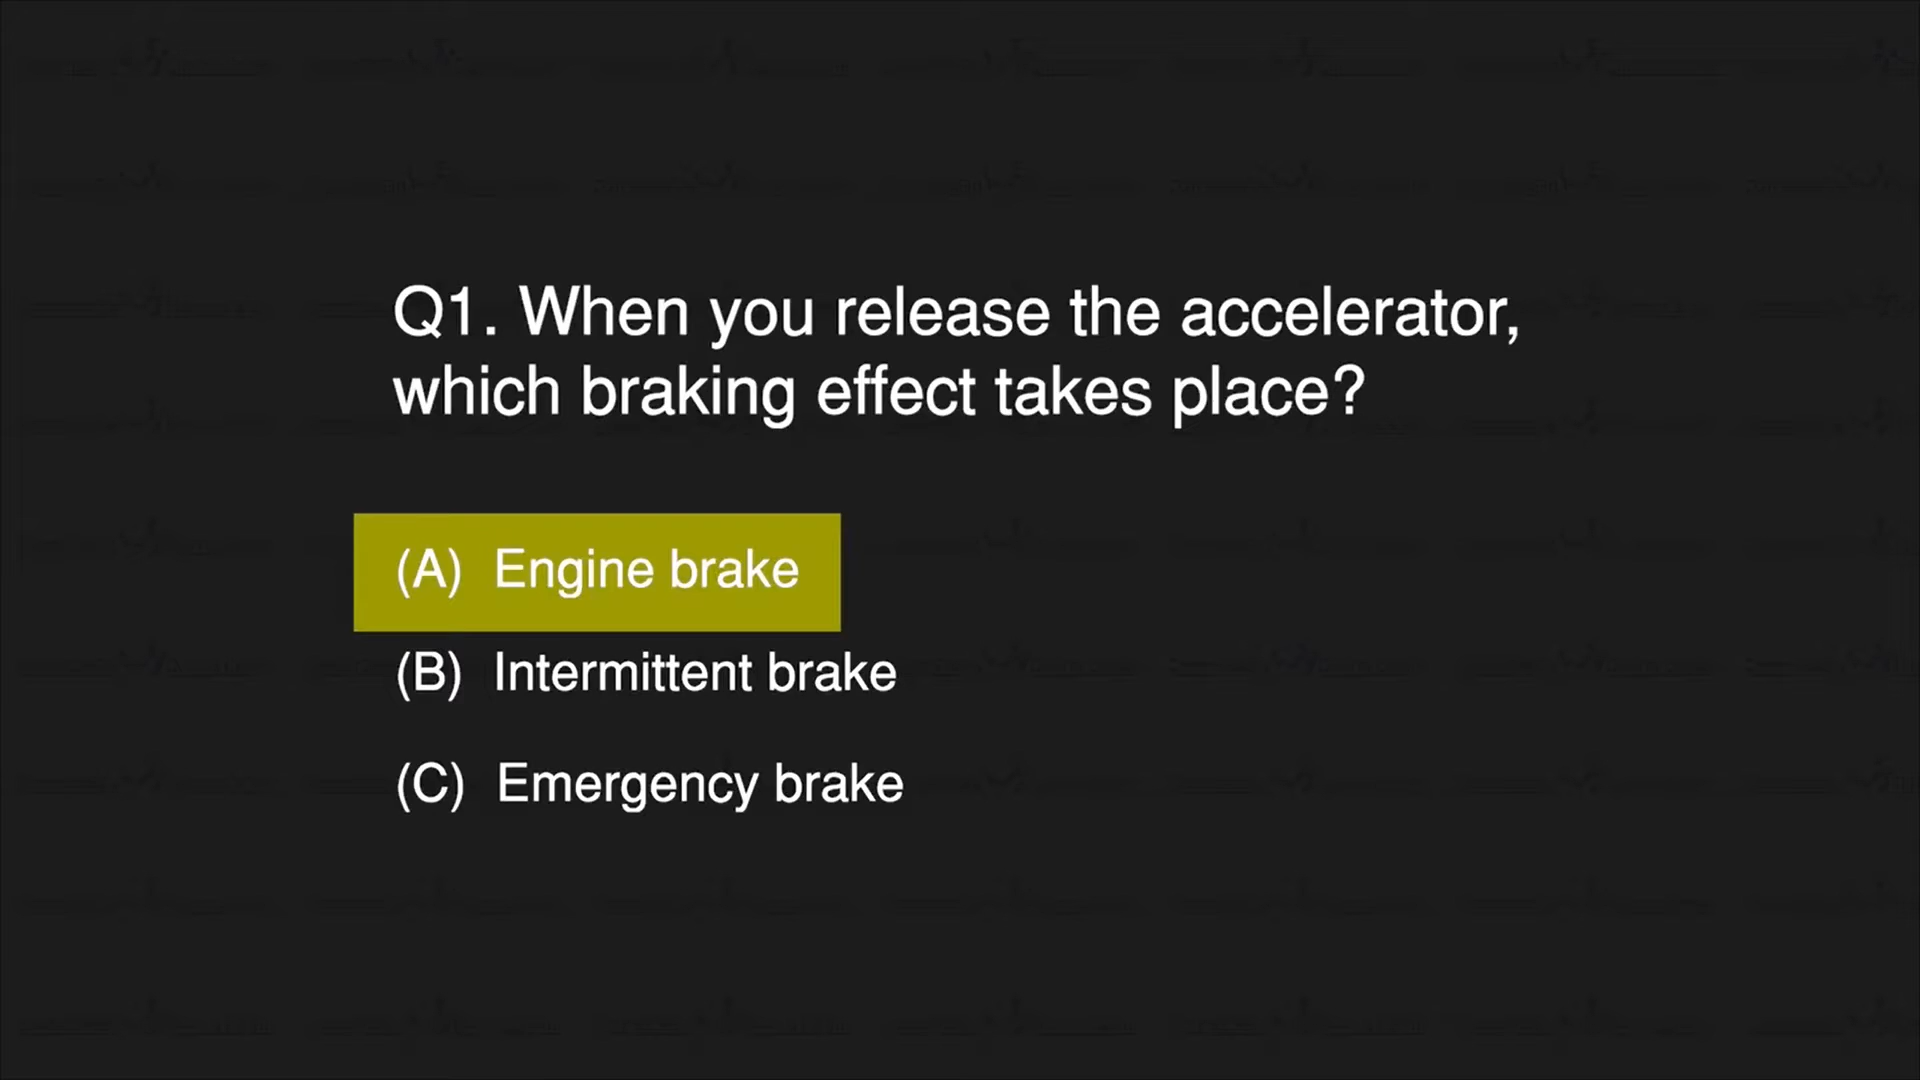 Q1. When you release the accelerator,
which braking effect takes place?
(A) Engine brake
(B) Intermittent brake
(C) Emergency brake